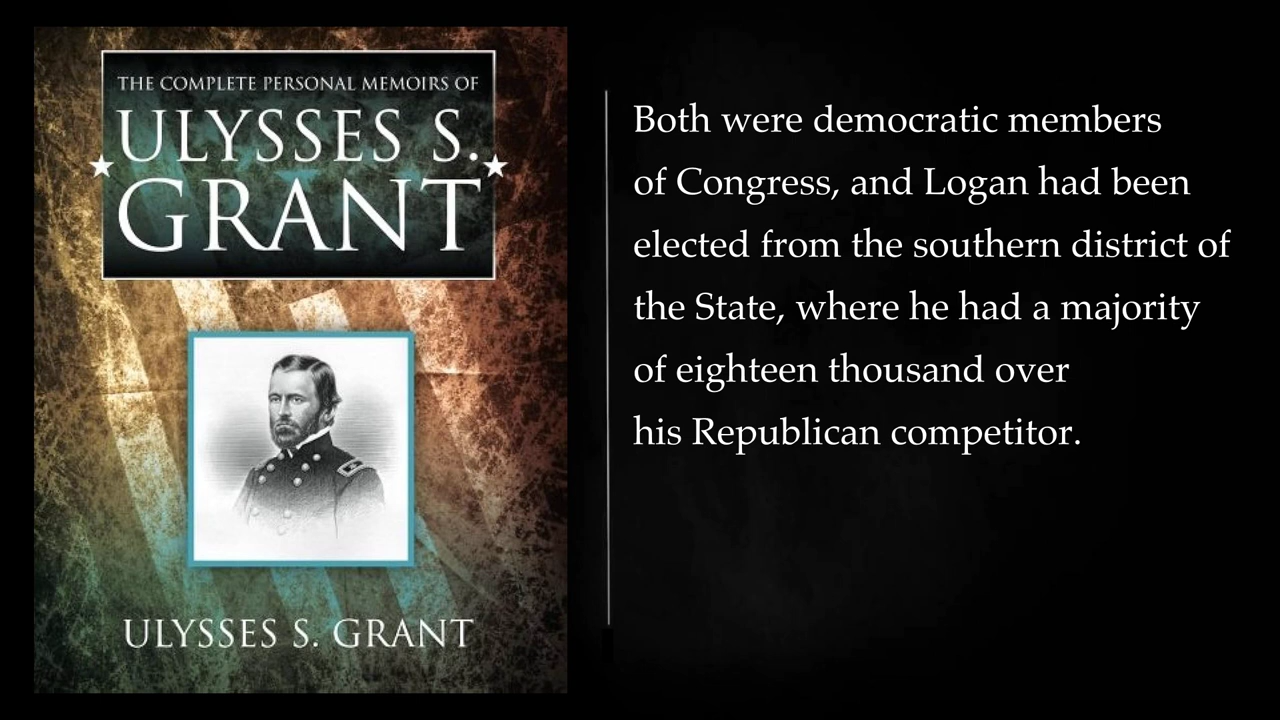 THE COMPLETE PERSONAL MEMOIRS OF
ULYSSES S.
GRANT
ULYSSES S. GRANT
Both were democratic members
of Congress, and Logan had been
elected from the southern district of
the State, where he had a majority
of eighteen thousand over
his Republican competitor.